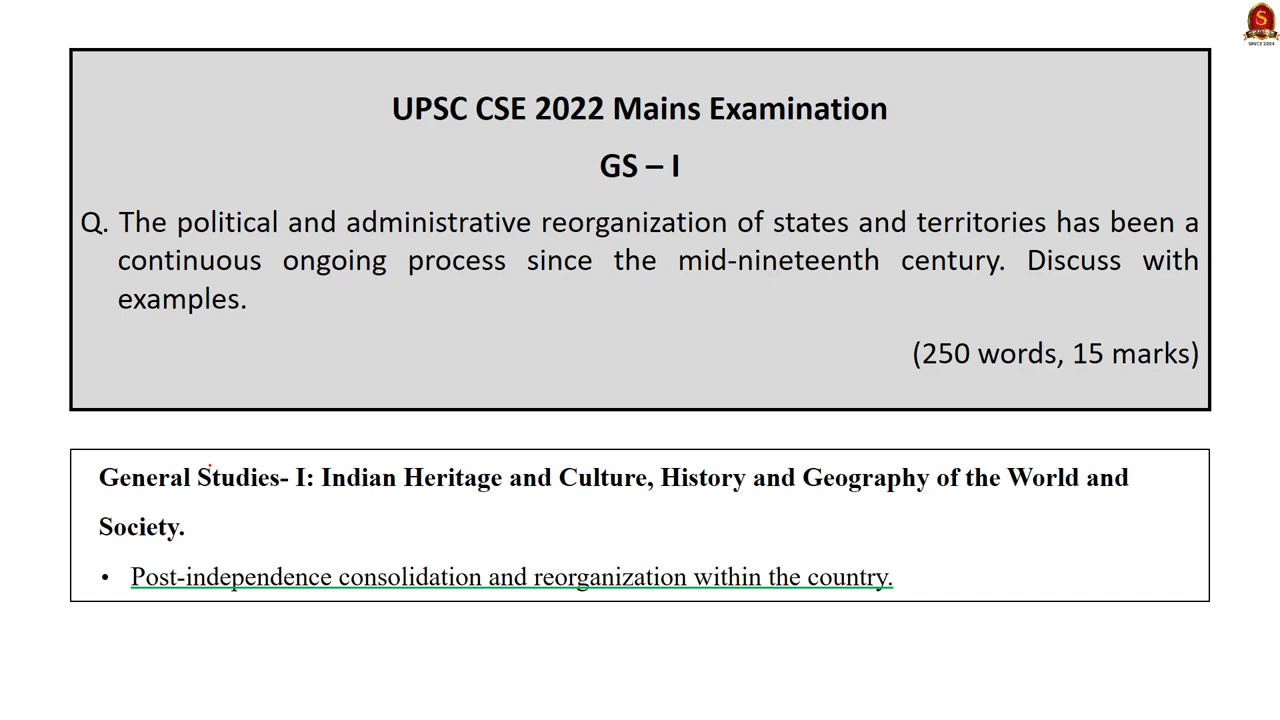 S
SINCE 2004
UPSC CSE 2022 Mains Examination
GS – I
Q. The political and administrative reorganization of states and territories has been a
continuous ongoing process since the mid-nineteenth century. Discuss with
examples.
(250 words, 15 marks)
General Studies- I: Indian Heritage and Culture, History and Geography of the World and
Society.
• Post-independence consolidation and reorganization within the country.